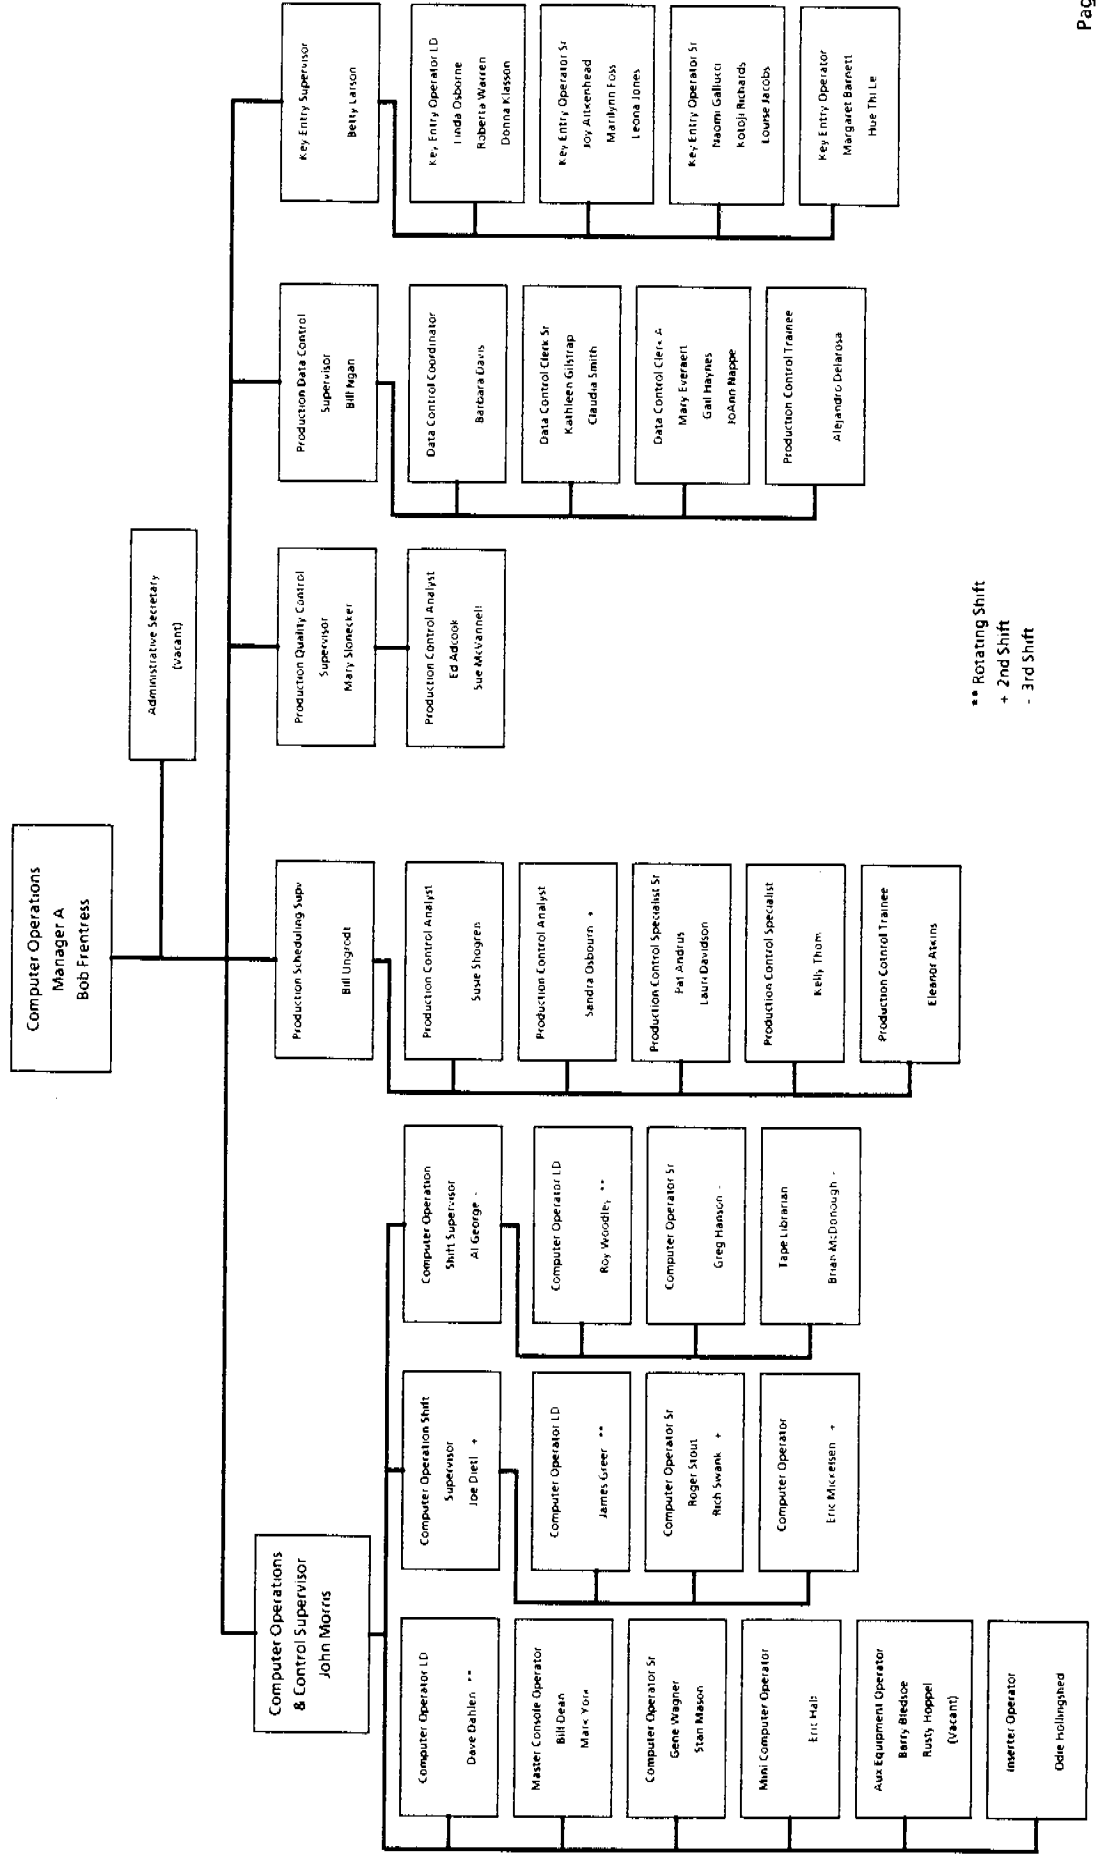 Computer Operations
Manager A
Bob Frentress
Administrative Secretary
(vacant)
Computer Operations
& Control Supervisor
John Morris
Computer Operator LD
Dave Dahlen **
Master Console Operator
Bill Dean
Mark York
Computer Operator Sr
Gene Wagner
Stan Mason
Mini Computer Operator
Eric Hall
Aux Equipment Operator
Barry Bledsoe
Rusty Hoppel
(Vacant)
Inserter Operator
Odie Hollingshed
Computer Operation Shift
Supervisor
Joe Dietl +
Computer Operator LD
James Greer **
Computer Operator Sr
Roger Stout
Rich Swank +
Computer Operator
Eric Mickelsen +
Computer Operation
Shift Supervisor
Al George -
Computer Operator LD
Roy Woodley **
Computer Operator Sr
Greg Hanson -
Tape Librarian
Brian McDonough -
Production Scheduling Supv
Bill Ungrodt
Production Control Analyst
Susie Shogren
Production Control Analyst
Sandra Osbourn +
Production Control Specialist Sr
Pat Andrus
Lauri Davidson
Production Control Specialist
Kelly Thom
Production Cotnrol Trainee
Eleanor Atkins
Production Quality Control
Supervisor
Mary Slonecker
Production Control Analyst
Ed Adcook
Sue McVannell
Production Data Control
Supervisor
Bill Ngan
Data Control Coordinator
Barbara Davis
Data Control Clerk Sr
Kathleen Gilstrap
Claudia Smith
Data Control Clerk A
Mary Everaert
Gail Haynes
JoAnn Nappe
Production Control Trainee
Alejandro Delarosa
Key Entry Supervisor
Betty Larson
Key Entry Operator LD
Linda Osborne
Roberta Warren
Donna Klasson
Key Entry Operator Sr
Joy Aitkenhead
Marilynn Foss
Leona Jones
Key Entry Operator Sr
Naomi Gallucci
Kotoji Richards
Louise Jacobs
Key Entry Operator
Margaret Barnett
Hue Thi Le
** Rotating Shift
+ 2nd Shift
- 3rd Shift
Pag